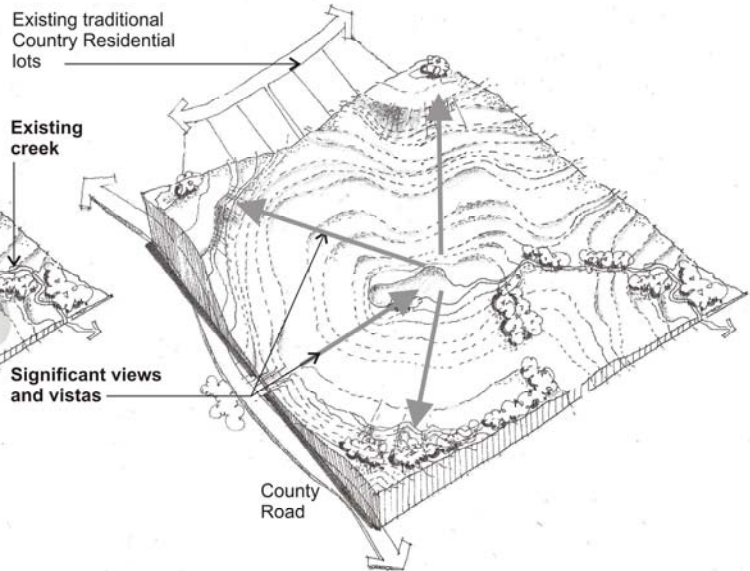 Existing traditional
Country Residential
lots
Existing
creek
Significant views
and vistas
County
Road